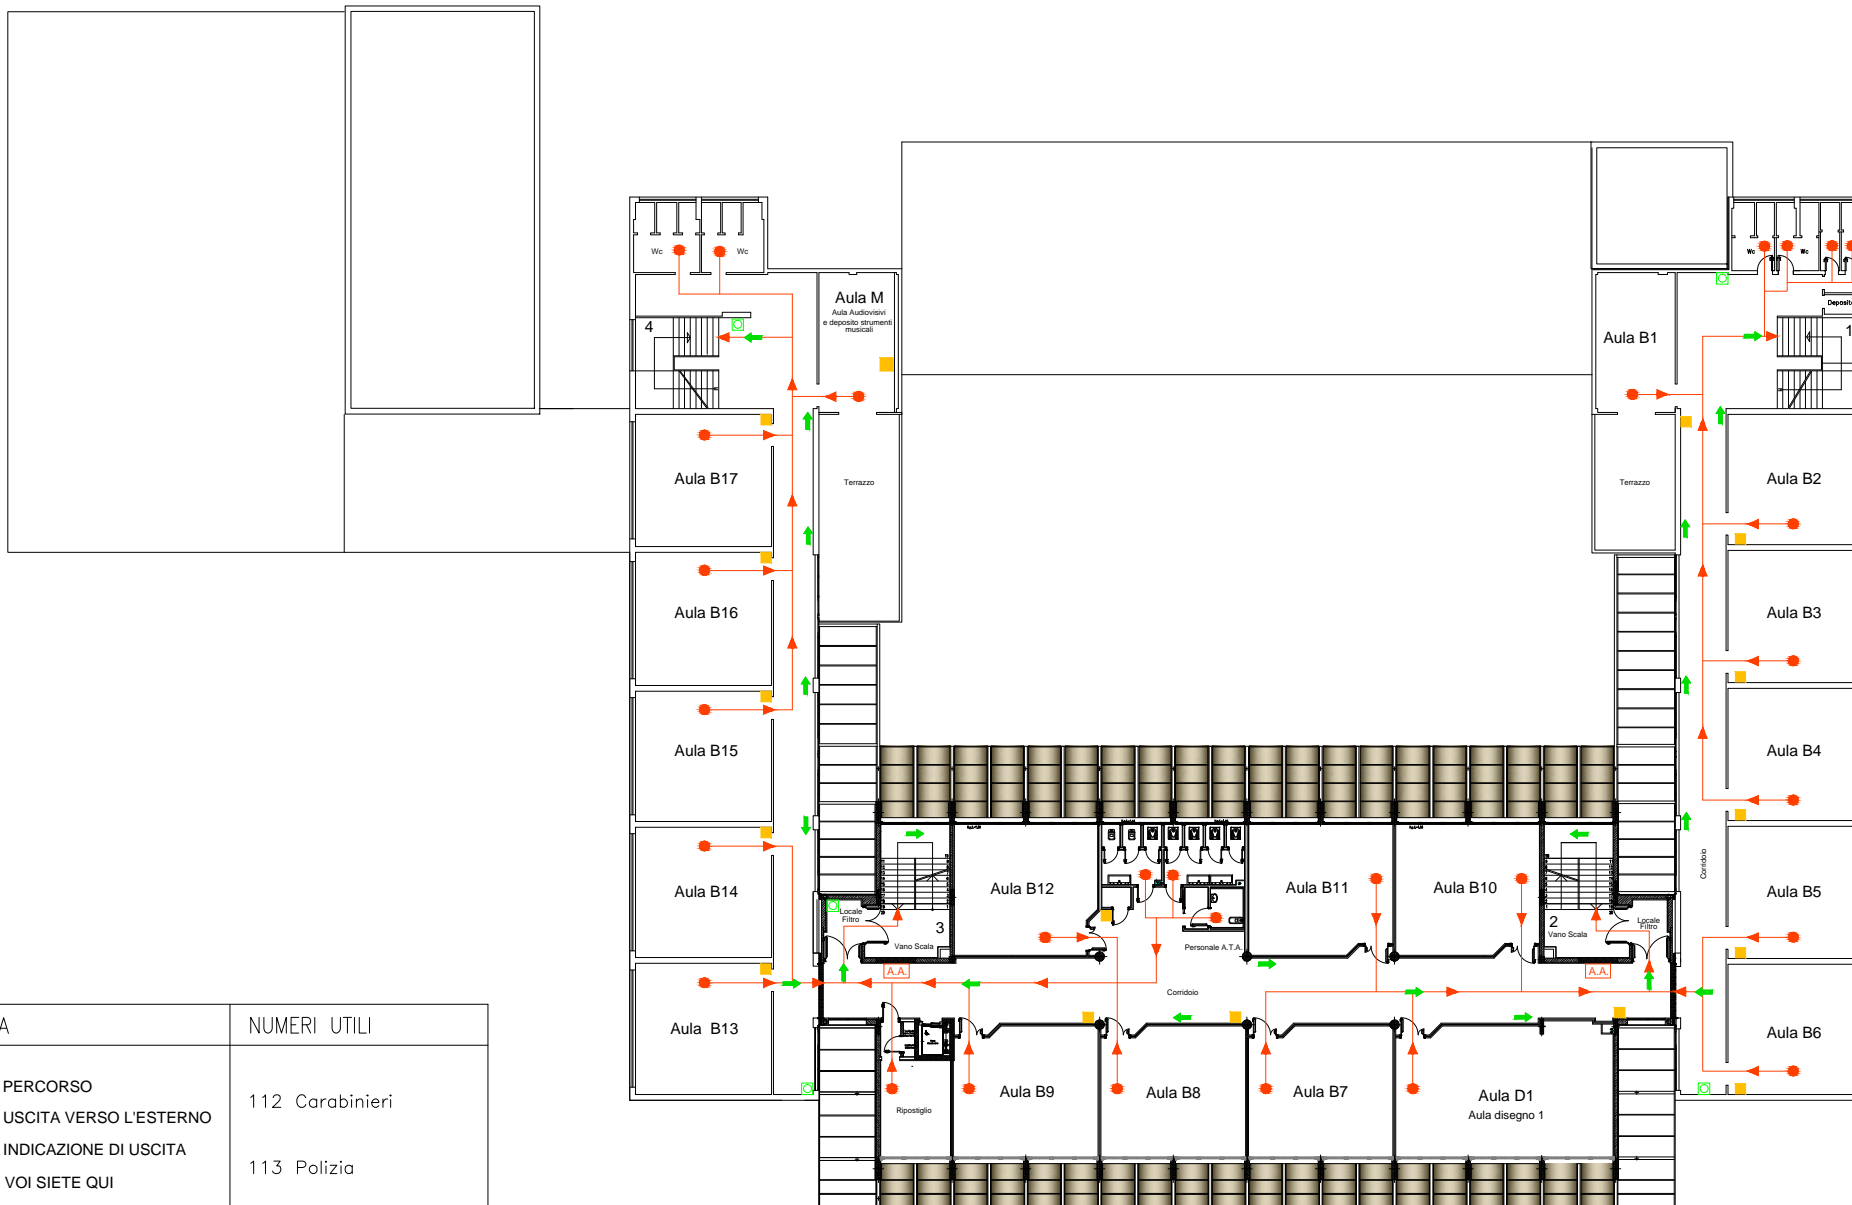 Wc
Wc
Wc
Wc
Aula M
Aula Audiovisivi
e deposito strumenti
musicali
Deposito
4
1
Aula B1
Aula B17
Terrazzo
Terrazzo
Aula B2
Aula B16
Aula B3
Aula B15
Aula B4
Corridoio
Aula B14
Aula B12
Aula B11
Aula B10
Aula B5
Locale
Filtro
3
Vano Scala
Personale A.T.A.
2
Vano Scala
Locale
Filtro
A.A.
A.A.
Corridoio
Aula B13
Aula B6
Ripostiglio
Aula B9
Aula B8
Aula B7
Aula D1
Aula disegno 1
A
NUMERI UTILI
PERCORSO
USCITA VERSO L'ESTERNO
INDICAZIONE DI USCITA
VOI SIETE QUI
112 Carabinieri
113 Polizia